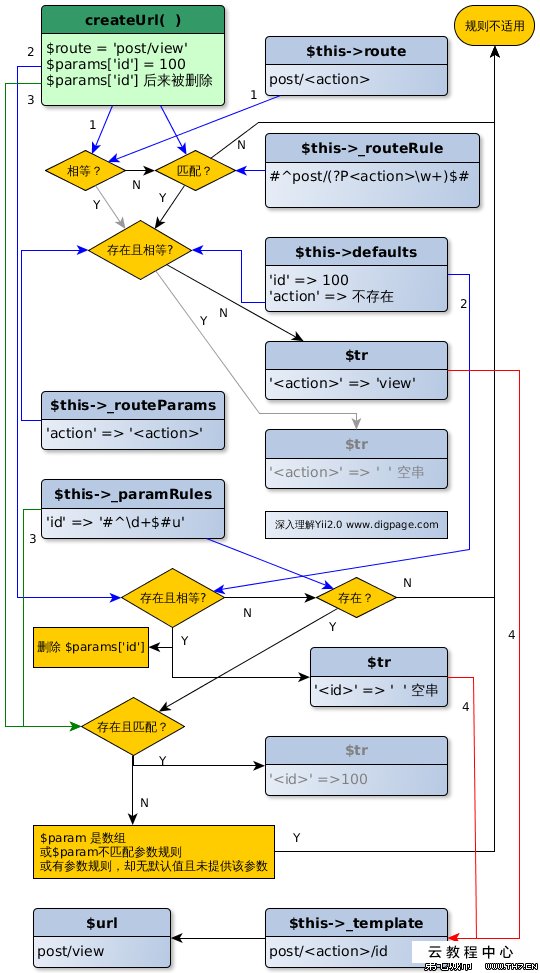 createUrl( )
$route = 'post/view'
$params['id'] = 100
$params['id'] 后来被删除
规则不适用
2
3
$this->route
post/<action>
1
1
相等？
N
匹配？
N
$this->_routeRule
#^post/(?P<action>\w+)$#
Y
Y
存在且相等?
$this->defaults
'id' => 100
'action' => 不存在
2
Y
N
$tr
'<action>' => 'view'
$this->_routeParams
'action' => '<action>'
$tr
'<action>' => ' ' 空串
$this->_paramRules
'id' => '#^\d+$#u'
3
深入理解Yii2.0 www.digpage.com
存在且相等?
N
存在？
N
4
删除 $params['id']
Y
Y
$tr
'<id>' => ' ' 空串
4
存在且匹配？
Y
$tr
'<id>' =>100
N
$param 是数组
或$param不匹配参数规则
或有参数规则，却无默认值且未提供该参数
Y
$url
post/view
$this->_template
post/<action>/id
云教程中心
WWW.TH7.CN